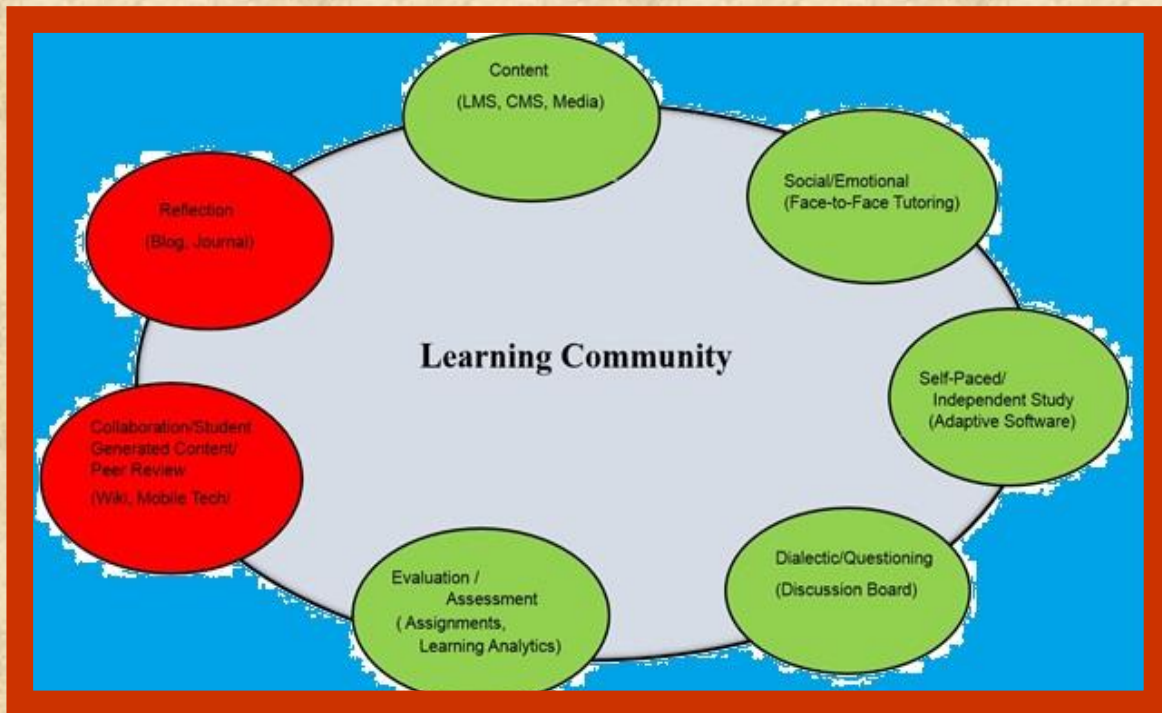 Content
(LMS, CMS, Media)
Social/Emotional
(Face-to-Face Tutoring)
Reflection
(Blog, Journal)
Learning Community
Self-Paced/
Independent Study
(Adaptive Software)
Collaboration/Student
Generated Content/
Peer Review
(Wiki, Mobile Tech/
Dialectic/Questioning
(Discussion Board)
Evaluation /
Assessment
( Assignments,
Learning Analytics)